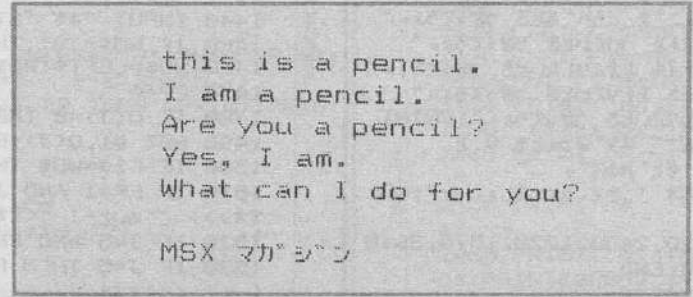 this is a pencil.
I am a pencil.
Are you a pencil?
Yes, I am.
What can I do for you?
MSX マガジン